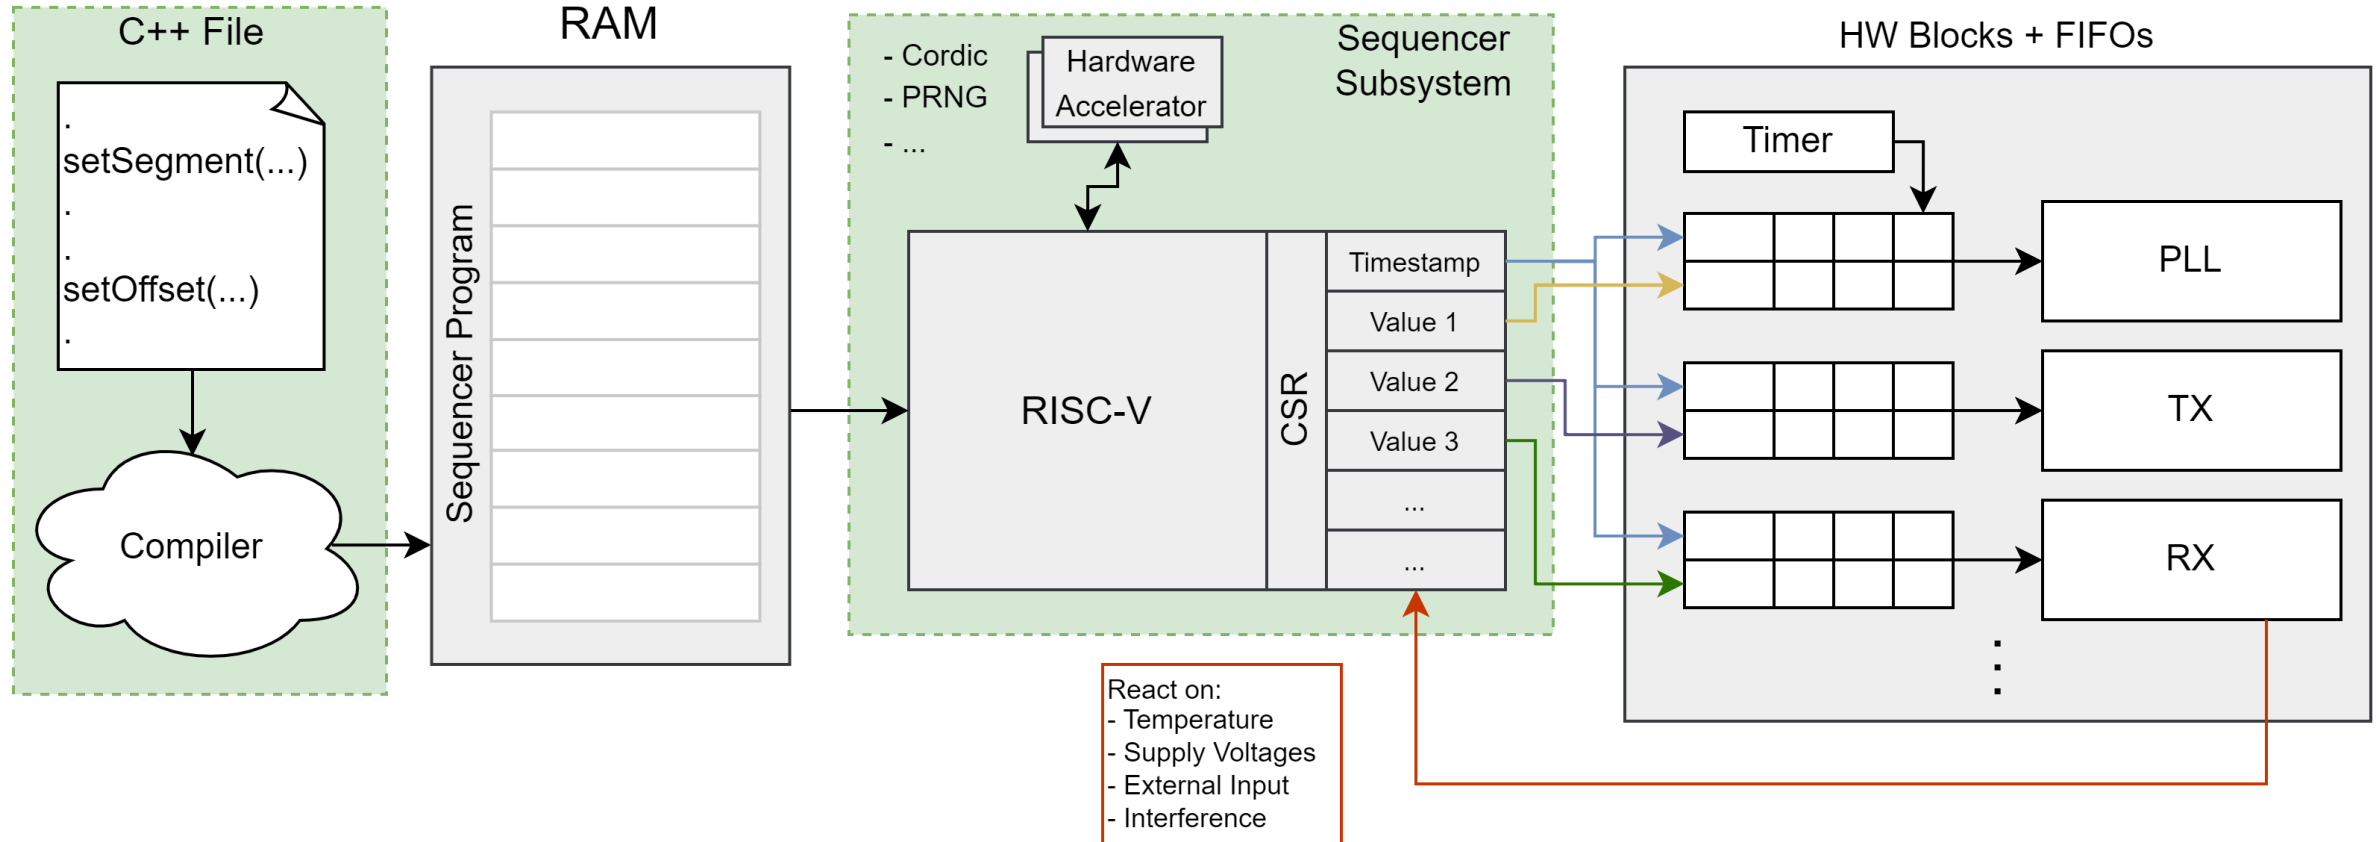 C++ File
.
setSegment(...)
.
.
setOffset(...)
.
Compiler
RAM
Sequencer Program
- Cordic
- PRNG
- ...
Hardware
Accelerator
Sequencer
Subsystem
RISC-V
CSR
Timestamp
Value 1
Value 2
Value 3
...
...
React on:
- Temperature
- Supply Voltages
- External Input
- Interference
HW Blocks + FIFOs
Timer
PLL
TX
RX